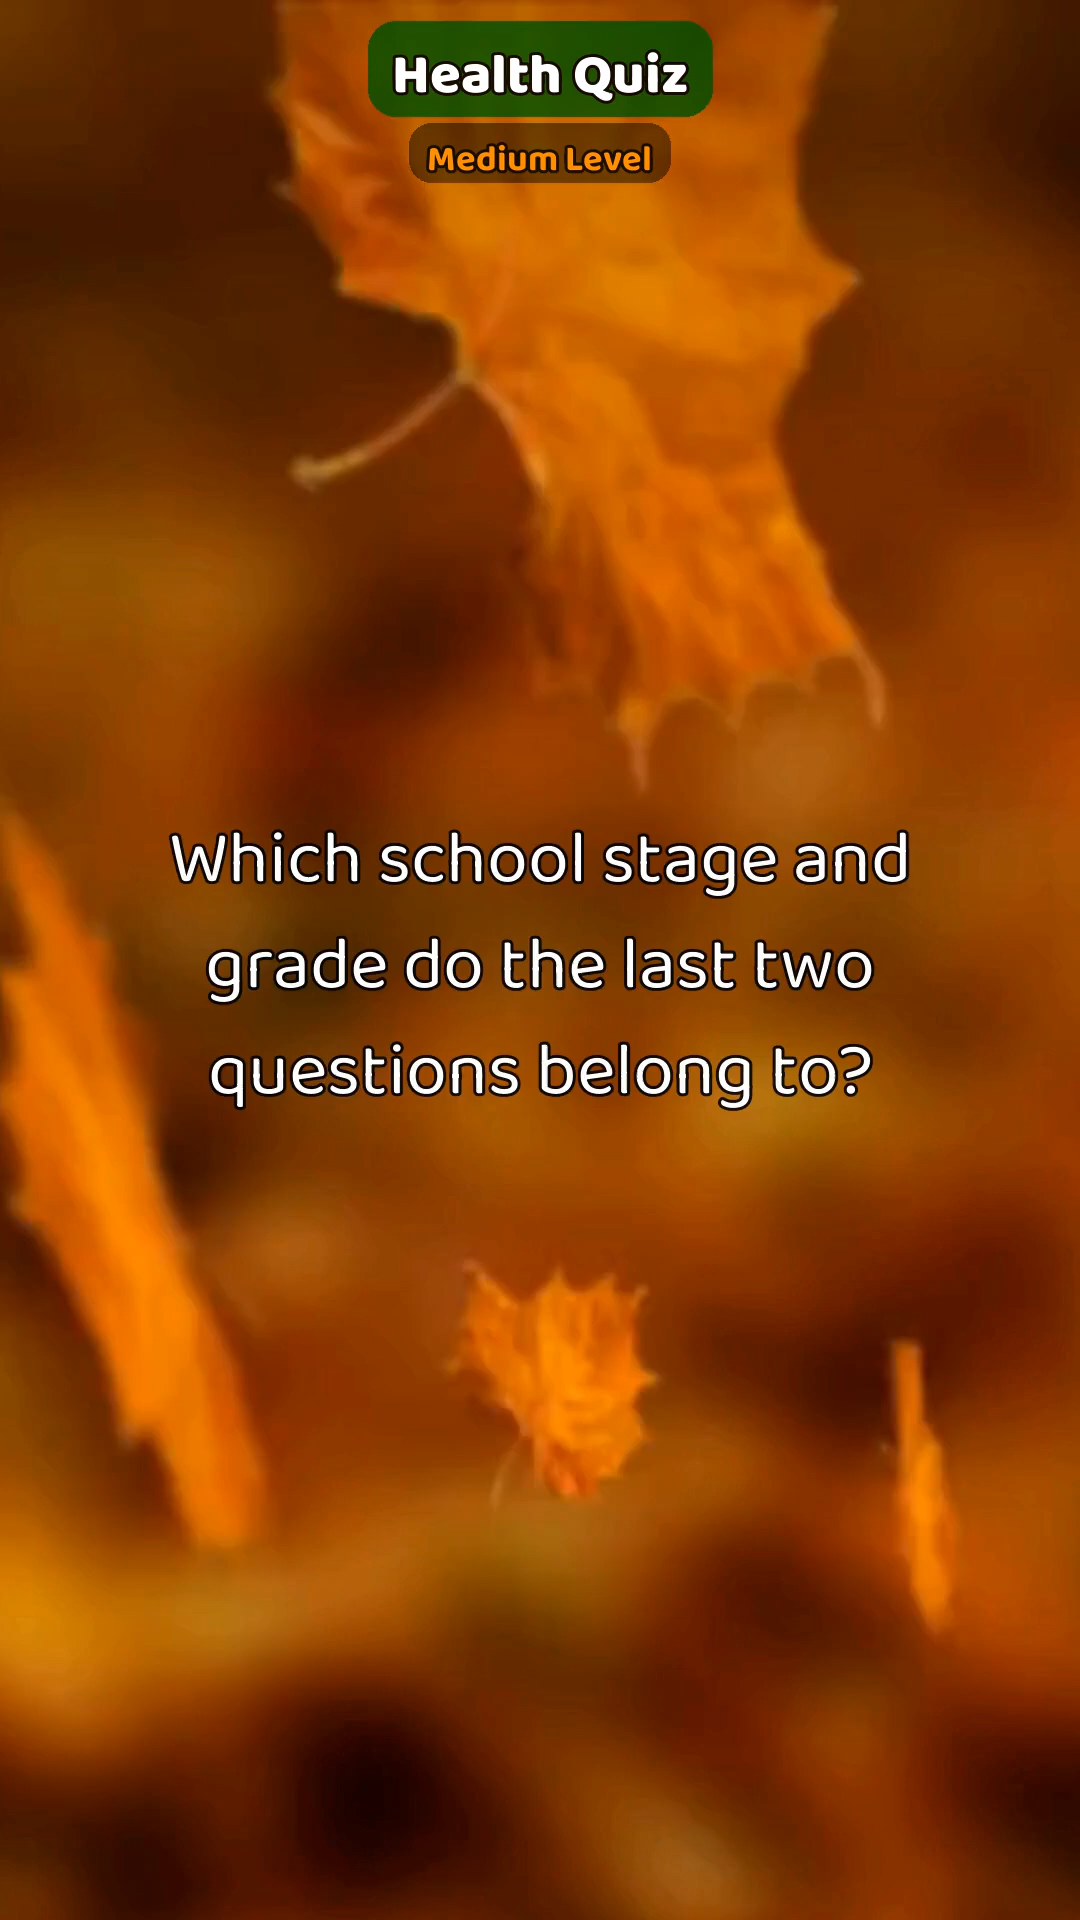 Health Quiz
Medium Level
Which school stage and
grade do the last two
questions belong to?